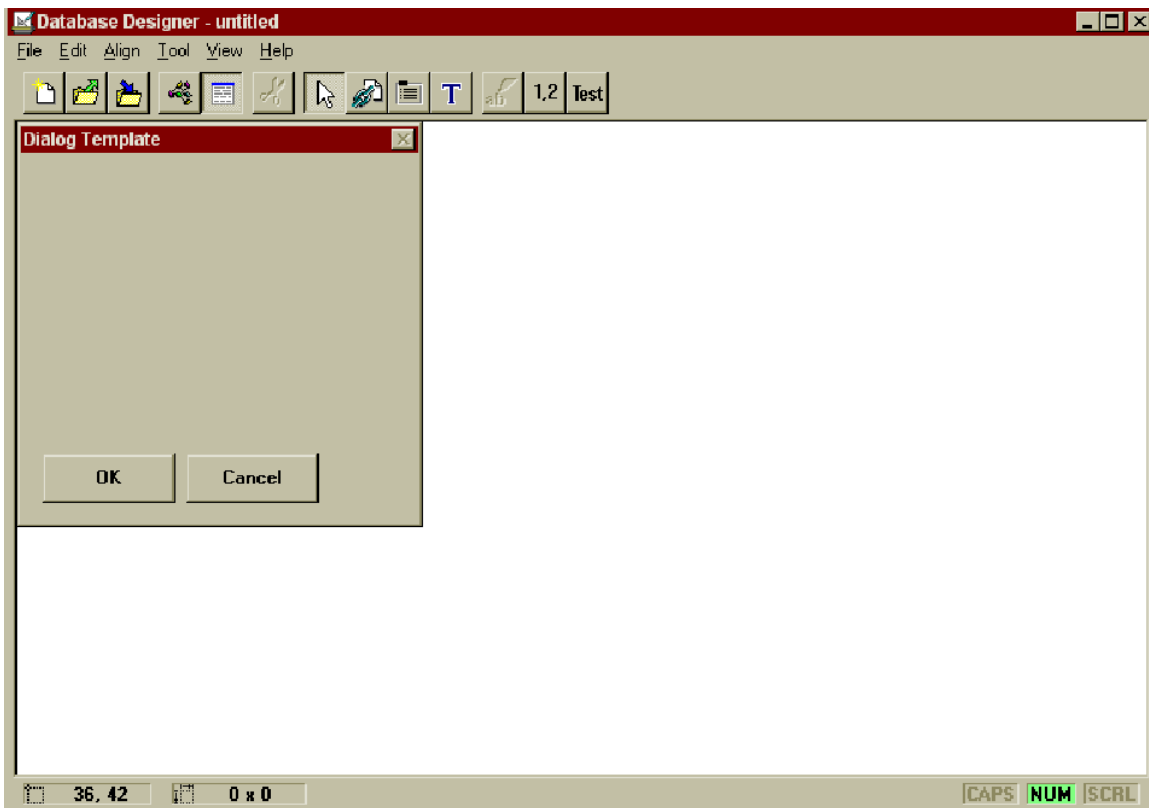 Database Designer - untitled
File Edit Align Tool View Help
T ab 1,2 Test
Dialog Template
OK Cancel
36, 42 0 x 0 CAPS NUM SCRL